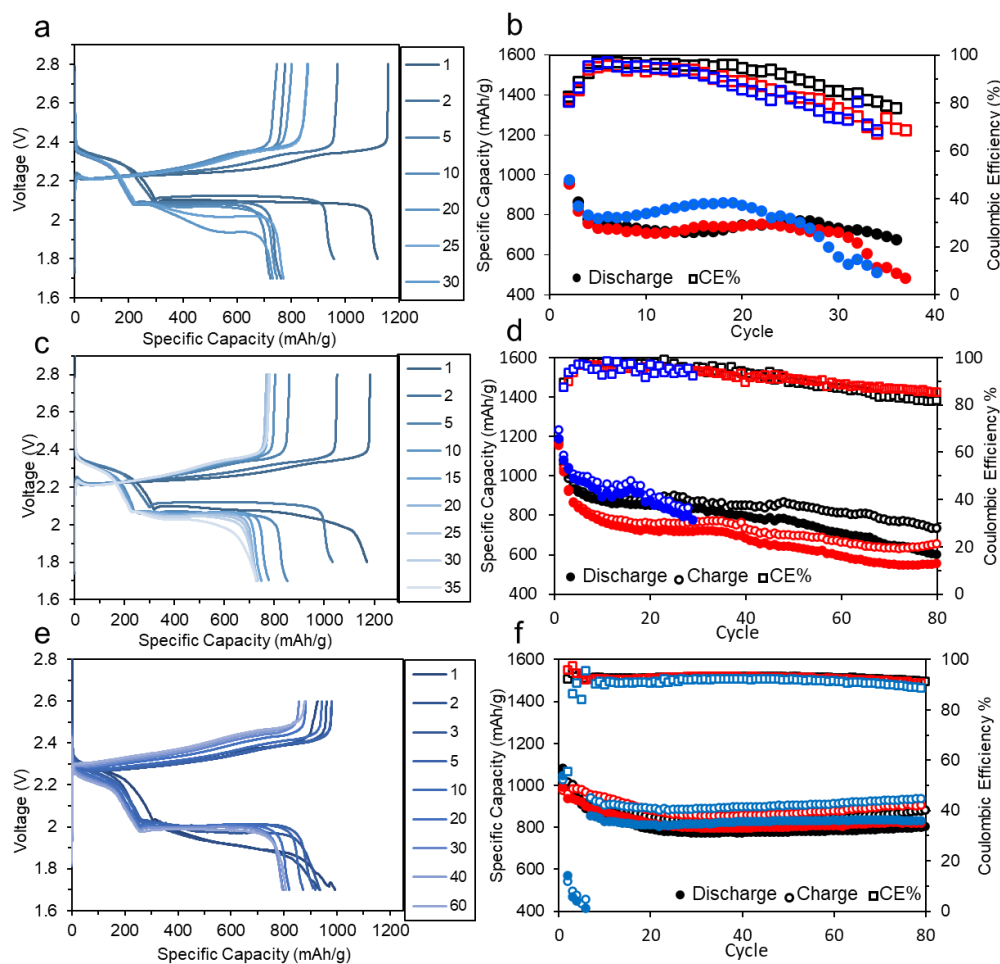 a
Voltage (V)
2.8
2.6
2.4
2.2
2.0
1.8
1.6
0 200 400 600 800 1000 1200
Specific Capacity (mAh/g)
1
2
5
10
20
25
30
b
Specific Capacity (mAh/g)
1600
1400
1200
1000
800
600
400
0 10 20 30 40
Cycle
100
80
60
40
20
0
Coulombic Efficiency (%)
Discharge CE%
c
Voltage (V)
2.8
2.6
2.4
2.2
2.0
1.8
1.6
0 200 400 600 800 1000 1200
Specific Capacity (mAh/g)
1
2
5
10
15
20
25
30
35
d
Specific Capacity (mAh/g)
1600
1400
1200
1000
800
600
400
0 20 40 60 80
Cycle
100
80
60
40
20
0
Coulombic Efficiency %
Discharge Charge CE%
e
Voltage (V)
2.8
2.6
2.4
2.2
2
1.8
1.6
0 200 400 600 800 1000 1200
Specific Capacity (mAh/g)
1
2
3
5
10
20
30
40
60
f
Specific Capacity (mAh/g)
1600
1400
1200
1000
800
600
400
0 20 40 60 80
Cycle
100
80
60
40
20
0
Coulombic Efficiency %
Discharge Charge CE%